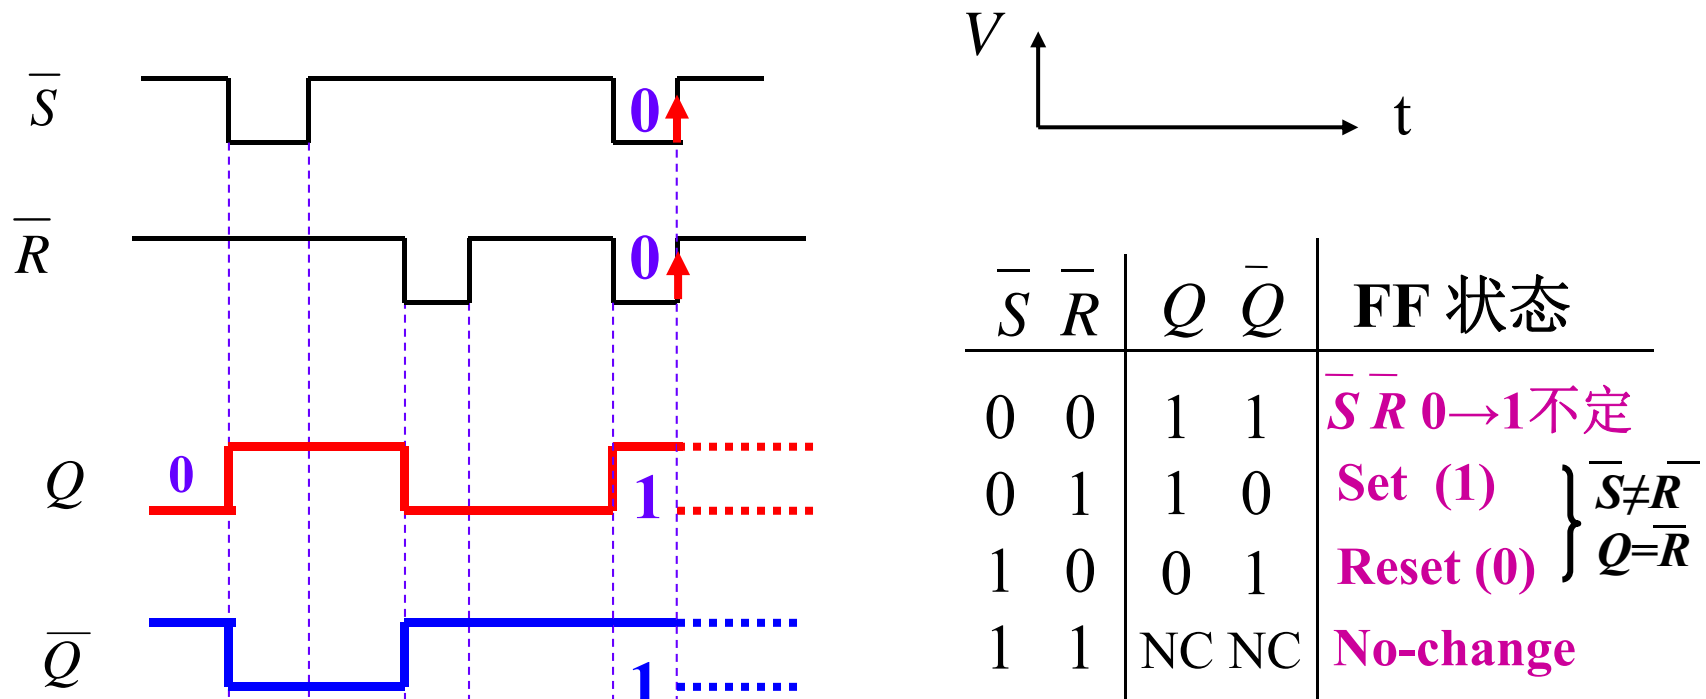 S̅ 0
R̅ 0
Q 0 1
Q̅ 1
V
t
S̅ R̅ Q Q̅ FF 状态
0 0 1 1 S̅ R̅ 0→1不定
0 1 1 0 Set (1)
1 0 0 1 Reset (0)
S̅≠R̅
Q=R̅
1 1 NC NC No-change